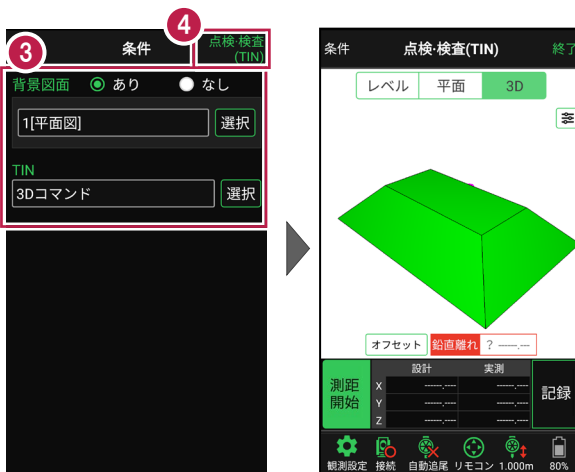 3
4
条件
点検・検査
(TIN)
背景図面 あり なし
1[平面図] 選択
TIN
3Dコマンド 選択
条件 点検・検査(TIN) 終了
レベル 平面 3D
オフセット 鉛直離れ ? -----.---
設計 実測
測距
開始
X -----.---- -----.----
Y -----.---- -----.----
Z -----.---- -----.----
記録
観測設定 接続 自動追尾 リモコン 1.000m 80%